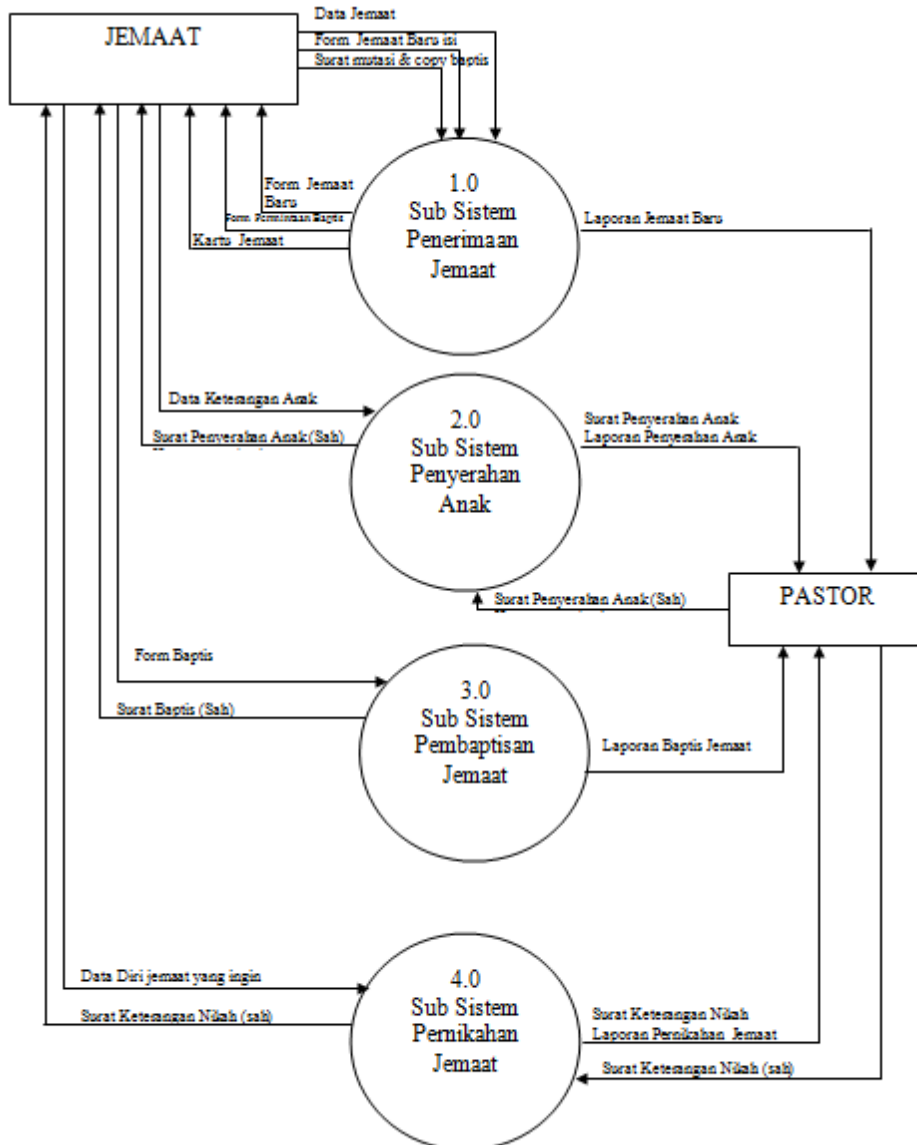 JEMAAT
Data Jemaat
Form Jemaat Baru isi
Surat mutasi & copy baptis
Form Jemaat
Baru
Form Permintaan Baptis
Kartu Jemaat
1.0
Sub Sistem
Penerimaan
Jemaat
Laporan Jemaat Baru
Data Keterangan Anak
Surat Penyerahan Anak (Sah)
2.0
Sub Sistem
Penyerahan
Anak
Surat Penyerahan Anak
Laporan Penyerahan Anak
Surat Penyerahan Anak (Sah)
PASTOR
Form Baptis
Surat Baptis (Sah)
3.0
Sub Sistem
Pembaptisan
Jemaat
Laporan Baptis Jemaat
Data Diri jemaat yang ingin
Surat Keterangan Nikah (sah)
4.0
Sub Sistem
Pernikahan
Jemaat
Surat Keterangan Nikah
Laporan Pernikahan Jemaat
Surat Keterangan Nikah (sah)